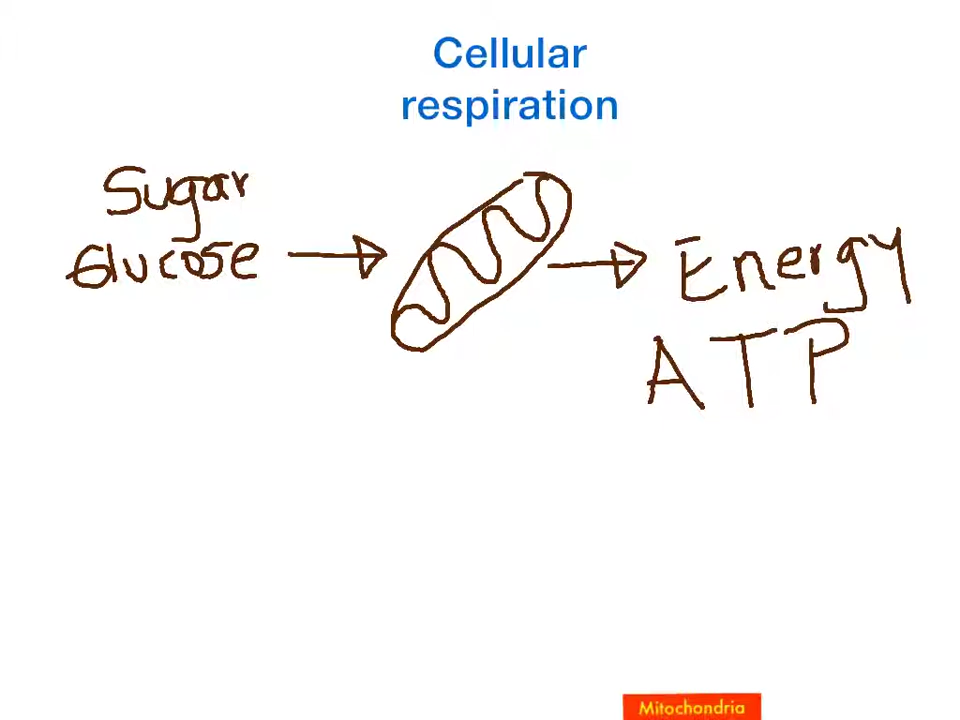 Cellular
respiration
Sugar
Glucose
Energy
ATP
Mitochondria